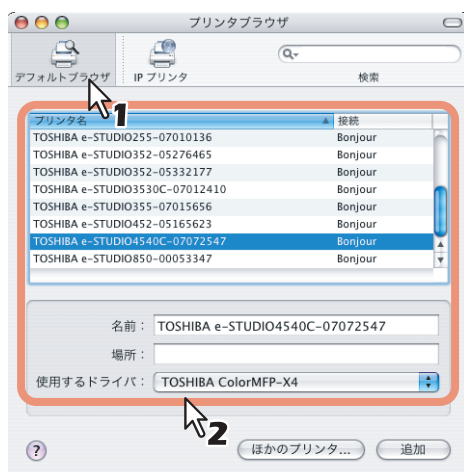 プリンタブラウザ
デフォルトブラウザ IP プリンタ 検索
1
プリンタ名 接続
TOSHIBA e-STUDIO255-07010136 Bonjour
TOSHIBA e-STUDIO352-05276465 Bonjour
TOSHIBA e-STUDIO352-05332177 Bonjour
TOSHIBA e-STUDIO3530C-07012410 Bonjour
TOSHIBA e-STUDIO355-07015656 Bonjour
TOSHIBA e-STUDIO452-05165623 Bonjour
TOSHIBA e-STUDIO4540C-07072547 Bonjour
TOSHIBA e-STUDIO850-00053347 Bonjour
名前： TOSHIBA e-STUDIO4540C-07072547
場所：
使用するドライバ： TOSHIBA ColorMFP-X4
2
? ほかのプリンタ... 追加